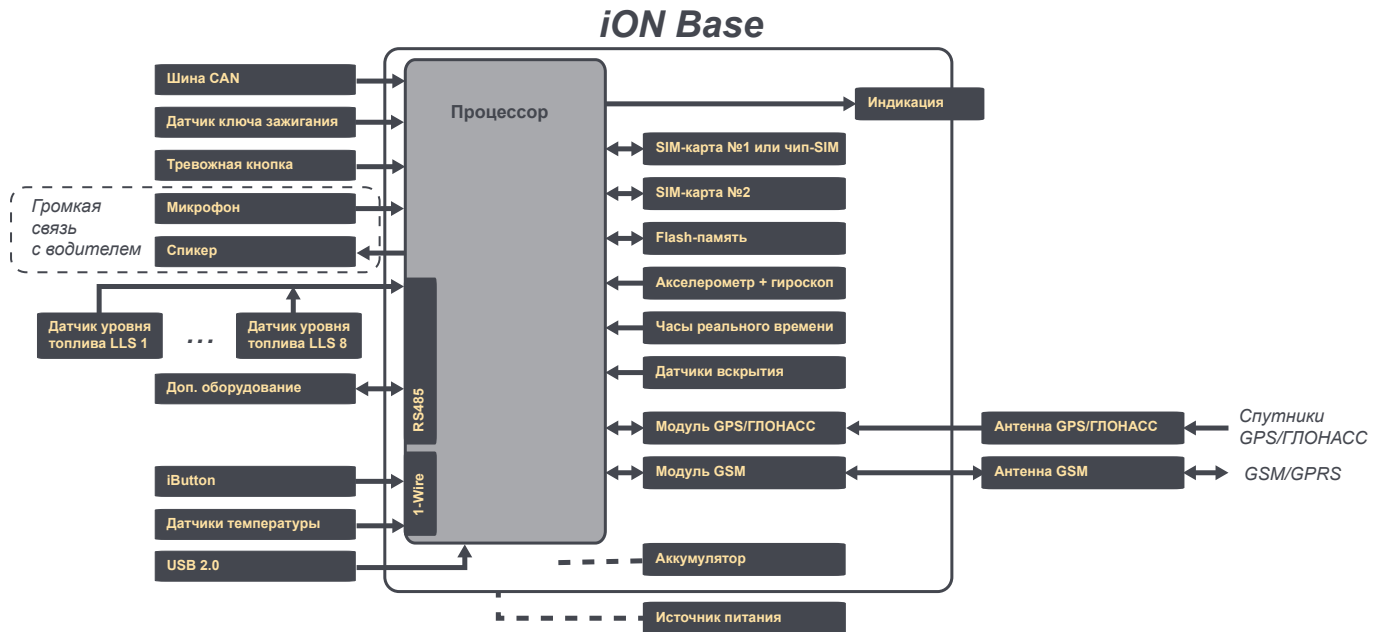 iON Base
Шина CAN
Датчик ключа зажигания
Тревожная кнопка
Громкая
связь
с водителем
Микрофон
Спикер
Датчик уровня
топлива LLS 1
...
Датчик уровня
топлива LLS 8
Доп. оборудование
iButton
Датчики температуры
USB 2.0
Процессор
RS485
1-Wire
Индикация
SIM-карта №1 или чип-SIM
SIM-карта №2
Flash-память
Акселерометр + гироскоп
Часы реального времени
Датчики вскрытия
Модуль GPS/ГЛОНАСС
Антенна GPS/ГЛОНАСС
Спутники
GPS/ГЛОНАСС
Модуль GSM
Антенна GSM
GSM/GPRS
Аккумулятор
Источник питания